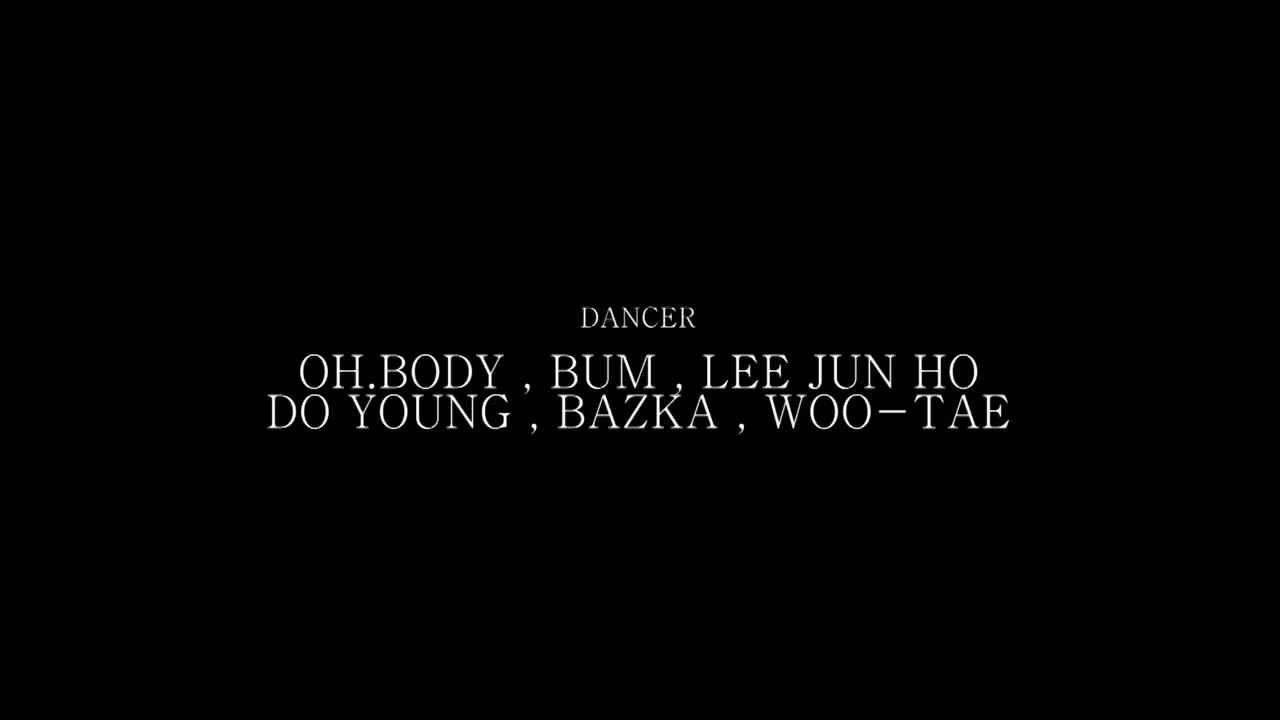 DANCER
OH.BODY , BUM , LEE JUN HO
DO YOUNG , BAZKA , WOO-TAE